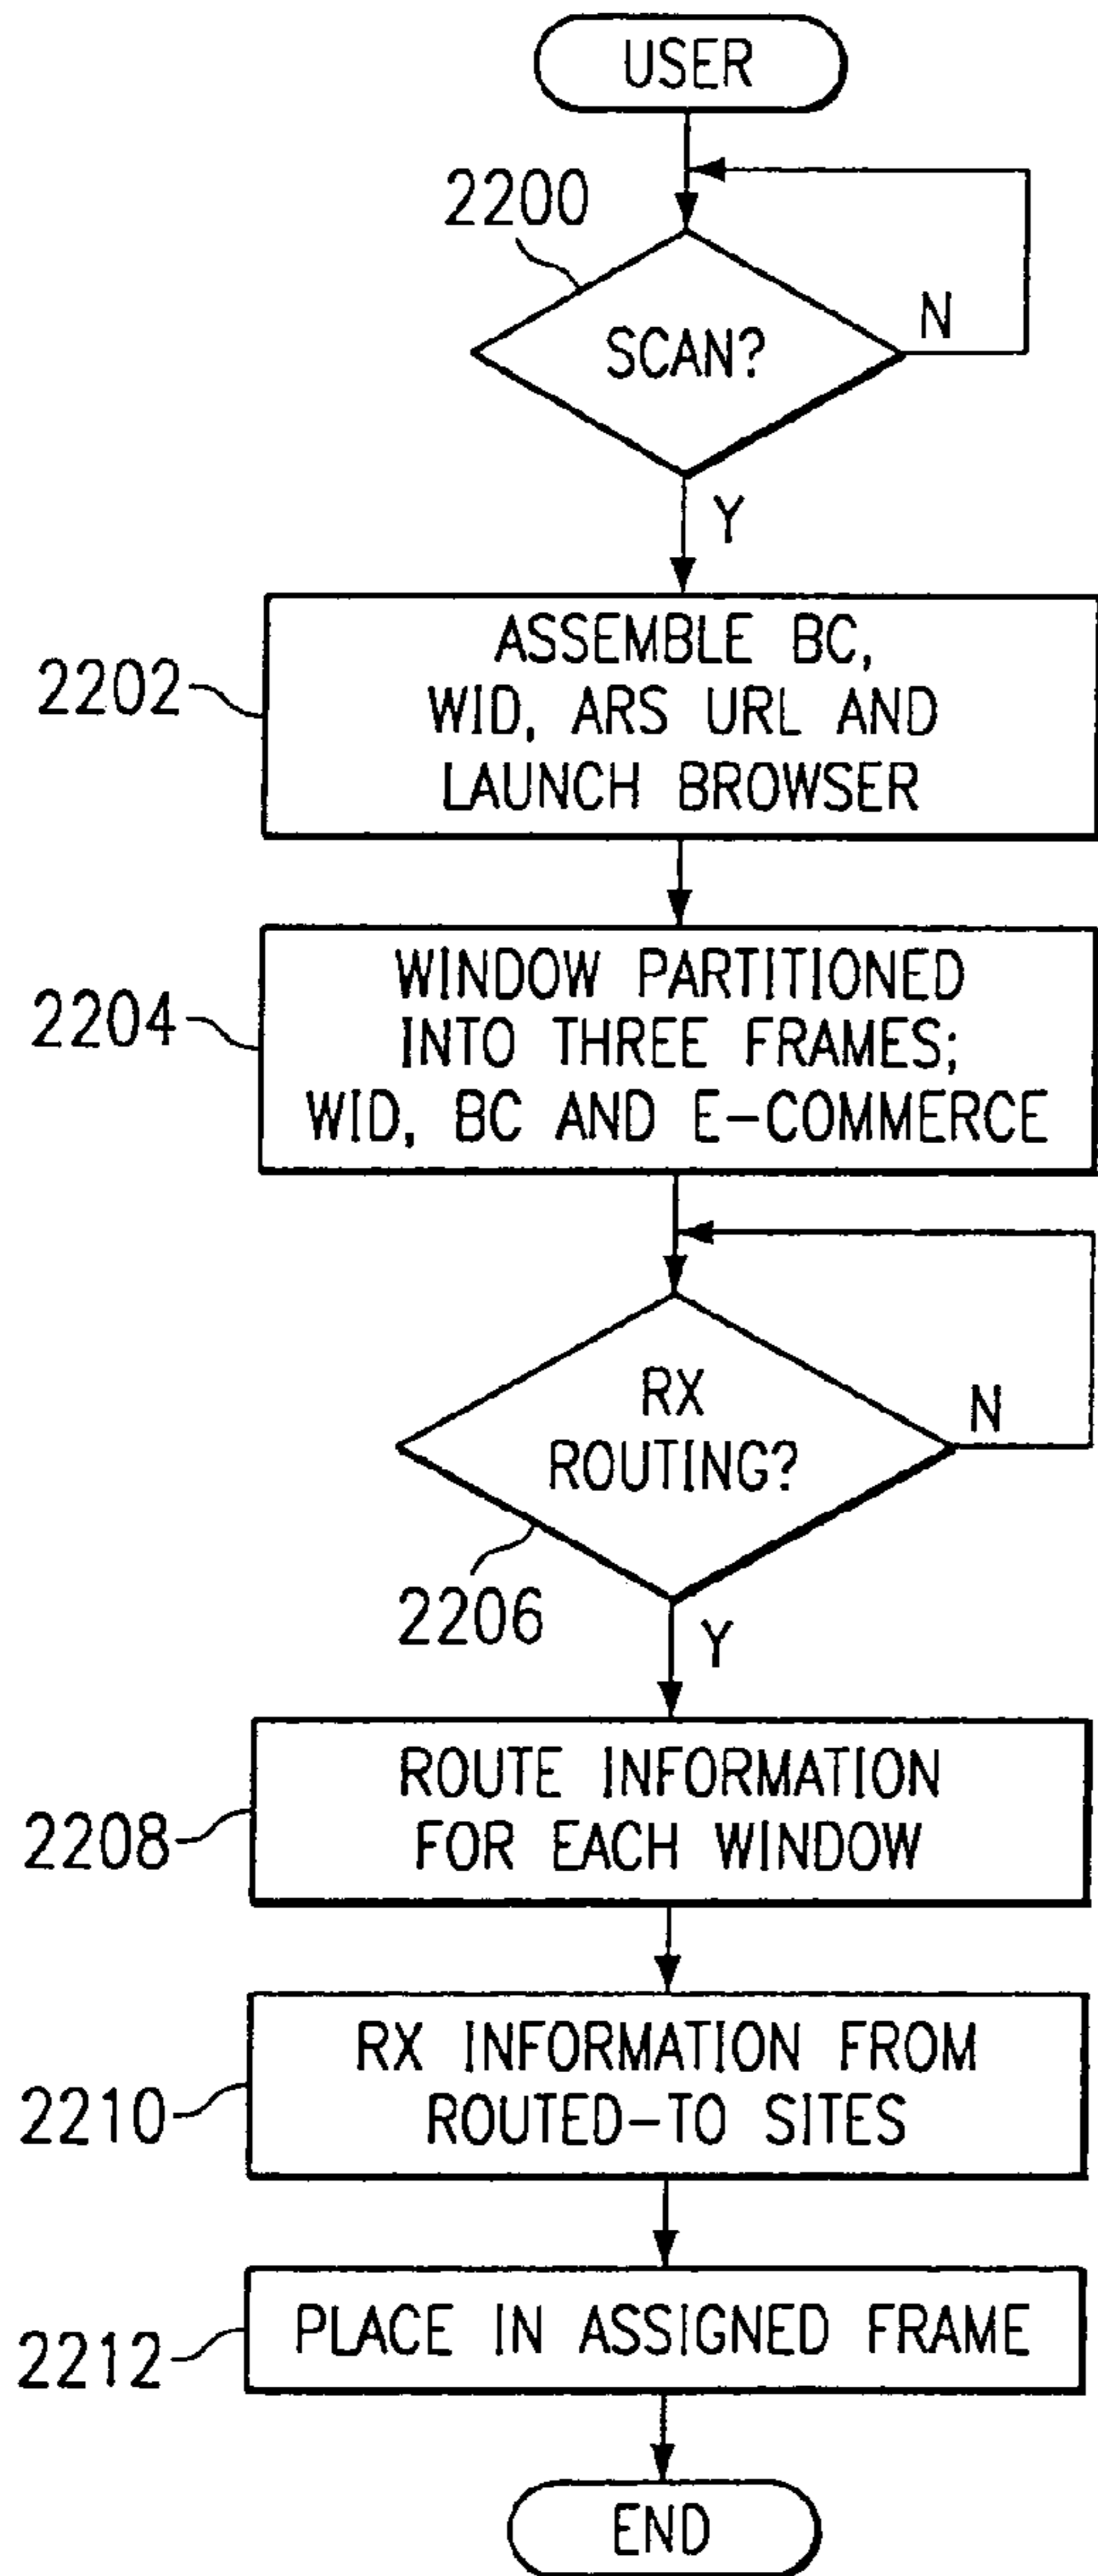 USER
2200
SCAN?
N
Y
2202
ASSEMBLE BC,
WID, ARS URL AND
LAUNCH BROWSER
2204
WINDOW PARTITIONED
INTO THREE FRAMES;
WID, BC AND E-COMMERCE
RX
ROUTING?
N
2206
Y
2208
ROUTE INFORMATION
FOR EACH WINDOW
2210
RX INFORMATION FROM
ROUTED-TO SITES
2212
PLACE IN ASSIGNED FRAME
END